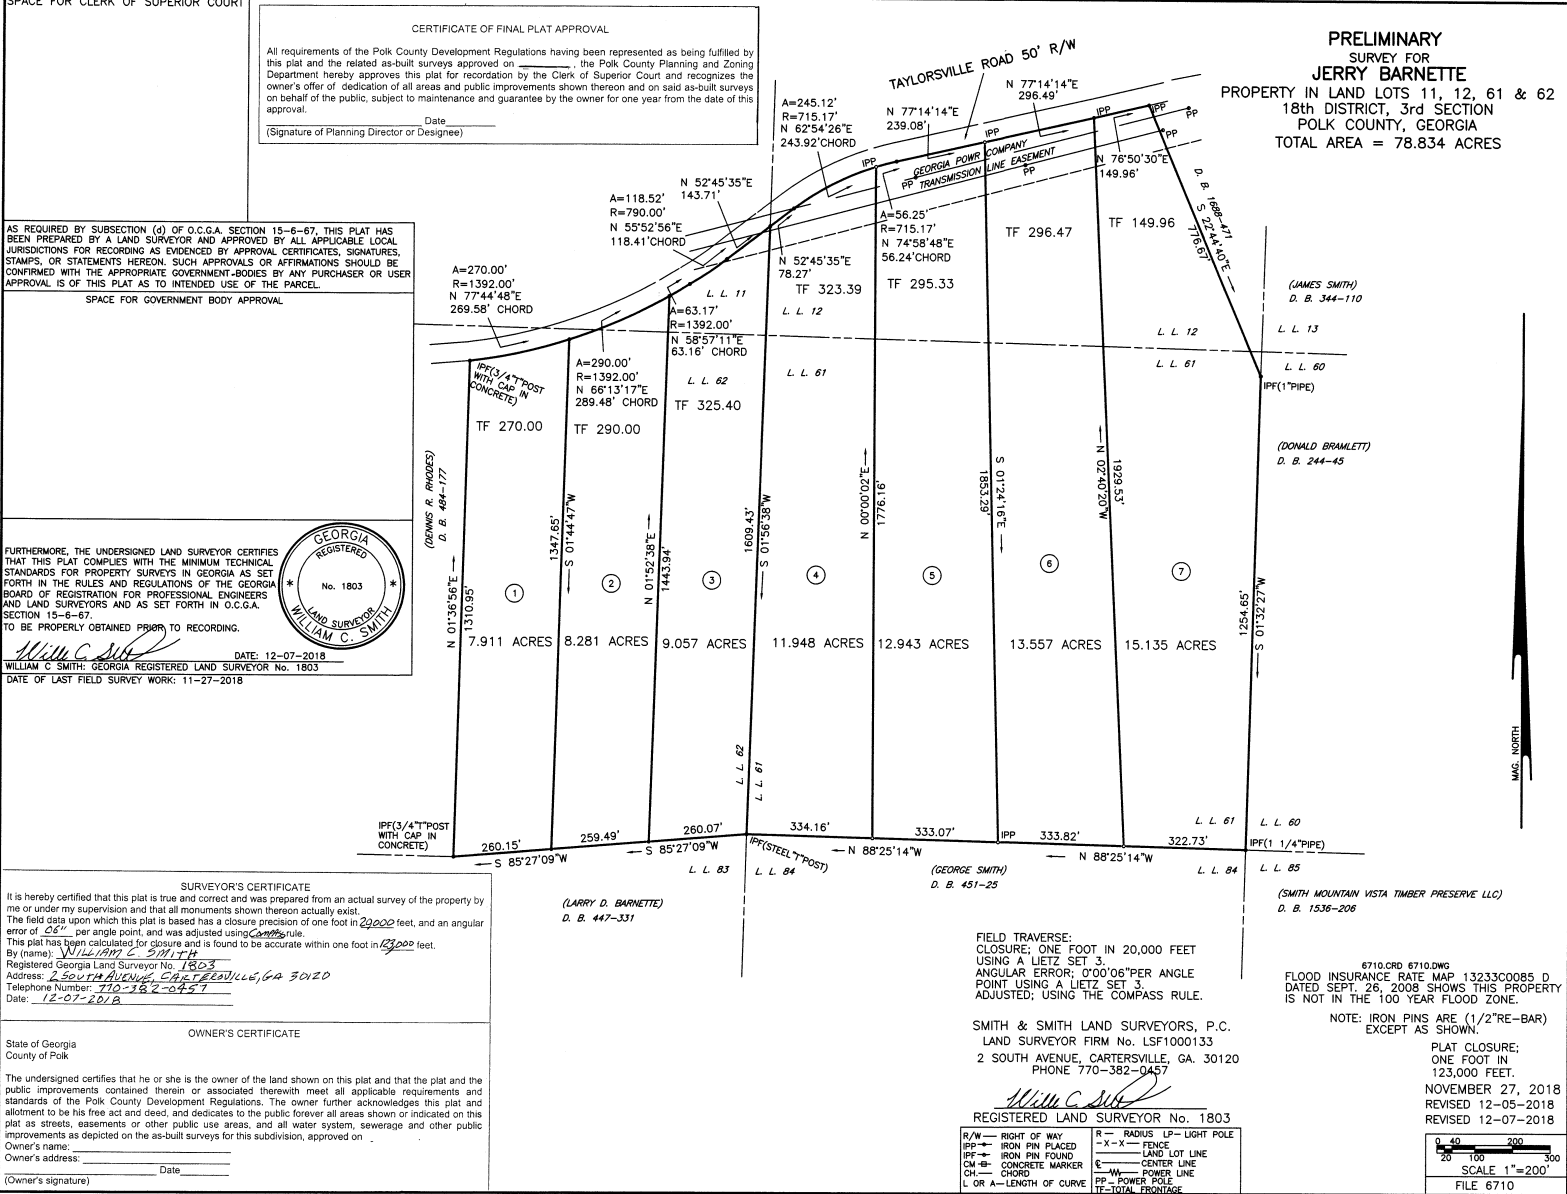 SPACE FOR CLERK OF SUPERIOR COURT
CERTIFICATE OF FINAL PLAT APPROVAL
All requirements of the Polk County Development Regulations having been represented as being fulfilled by
this plat and the related as-built surveys approved on ________, the Polk County Planning and Zoning
Department hereby approves this plat for recordation by the Clerk of Superior Court and recognizes the
owner's offer of dedication of all areas and public improvements shown thereon and on said as-built surveys
on behalf of the public, subject to maintenance and guarantee by the owner for one year from the date of this
approval.
Date
(Signature of Planning Director or Designee)
PRELIMINARY
SURVEY FOR
JERRY BARNETTE
PROPERTY IN LAND LOTS 11, 12, 61 & 62
18th DISTRICT, 3rd SECTION
POLK COUNTY, GEORGIA
TOTAL AREA = 78.834 ACRES
AS REQUIRED BY SUBSECTION (d) OF O.C.G.A. SECTION 15-6-67, THIS PLAT HAS
BEEN PREPARED BY A LAND SURVEYOR AND APPROVED BY ALL APPLICABLE LOCAL
JURISDICTIONS FOR RECORDING AS EVIDENCED BY APPROVAL CERTIFICATES, SIGNATURES,
STAMPS, OR STATEMENTS HEREON. SUCH APPROVALS OR AFFIRMATIONS SHOULD BE
CONFIRMED WITH THE APPROPRIATE GOVERNMENT-BODIES BY ANY PURCHASER OR USER
APPROVAL IS OF THIS PLAT AS TO INTENDED USE OF THE PARCEL.
SPACE FOR GOVERNMENT BODY APPROVAL
FURTHERMORE, THE UNDERSIGNED LAND SURVEYOR CERTIFIES
THAT THIS PLAT COMPLIES WITH THE MINIMUM TECHNICAL
STANDARDS FOR PROPERTY SURVEYS IN GEORGIA AS SET
FORTH IN THE RULES AND REGULATIONS OF THE GEORGIA
BOARD OF REGISTRATION FOR PROFESSIONAL ENGINEERS
AND LAND SURVEYORS AND AS SET FORTH IN O.C.G.A.
SECTION 15-6-67.
TO BE PROPERLY OBTAINED PRIOR TO RECORDING.
DATE: 12-07-2018
WILLIAM C SMITH: GEORGIA REGISTERED LAND SURVEYOR No. 1803
DATE OF LAST FIELD SURVEY WORK: 11-27-2018
GEORGIA
REGISTERED
No. 1803
LAND SURVEYOR
WILLIAM C. SMITH
TAYLORSVILLE ROAD 50' R/W
A=270.00'
R=1392.00'
N 77°44'48"E
269.58' CHORD
A=118.52'
R=790.00'
N 55°52'56"E
118.41'CHORD
N 52°45'35"E
143.71'
A=245.12'
R=715.17'
N 62°54'26"E
243.92'CHORD
N 77°14'14"E
239.08'
N 77°14'14"E
296.49'
IPP
IPP
IPP
IPP
PP
PP
GEORGIA POWR COMPANY
TRANSMISSION LINE EASEMENT
PP
PP
N 76°50'30"E
149.96'
D. B. 1688-471
S 22°44'40"E
776.67'
A=56.25'
R=715.17'
N 74°58'48"E
56.24'CHORD
N 52°45'35"E
78.27'
A=63.17'
R=1392.00'
N 58°57'11"E
63.16' CHORD
A=290.00'
R=1392.00'
N 66°13'17"E
289.48' CHORD
IPF(3/4"T"POST
WITH CAP IN
CONCRETE)
TF 270.00
TF 290.00
TF 325.40
TF 323.39
TF 295.33
TF 296.47
TF 149.96
L. L. 11
L. L. 12
L. L. 62
L. L. 61
L. L. 12
L. L. 13
L. L. 61
L. L. 60
(JAMES SMITH)
D. B. 344-110
IPF(1"PIPE)
(DONALD BRAMLETT)
D. B. 244-45
(DENNIS R. RHODES)
D. B. 484-177
N 01°36'56"E
1310.95'
1347.65'
S 01°44'47"W
N 01°52'38"E
1443.94'
1609.43'
S 01°56'38"W
N 00°00'02"E
1776.16'
1853.29'
S 01°24'16"E
N 02°40'20"W
1929.53'
1254.65'
S 01°32'27"W
1
2
3
4
5
6
7
7.911 ACRES
8.281 ACRES
9.057 ACRES
11.948 ACRES
12.943 ACRES
13.557 ACRES
15.135 ACRES
MAG. NORTH
L. L. 62
L. L. 61
IPF(3/4"T"POST
WITH CAP IN
CONCRETE)
260.15'
259.49'
260.07'
334.16'
333.07'
IPP
333.82'
322.73'
S 85°27'09"W
S 85°27'09"W
IPF(STEEL"T"POST)
N 88°25'14"W
N 88°25'14"W
IPF(1 1/4"PIPE)
L. L. 61
L. L. 60
L. L. 83
L. L. 84
L. L. 84
L. L. 85
(LARRY D. BARNETTE)
D. B. 447-331
(GEORGE SMITH)
D. B. 451-25
(SMITH MOUNTAIN VISTA TIMBER PRESERVE LLC)
D. B. 1536-206
SURVEYOR'S CERTIFICATE
It is hereby certified that this plat is true and correct and was prepared from an actual survey of the property by
me or under my supervision and that all monuments shown thereon actually exist.
The field data upon which this plat is based has a closure precision of one foot in 20,000 feet, and an angular
error of 06" per angle point, and was adjusted using Compass rule.
This plat has been calculated for closure and is found to be accurate within one foot in 123,000 feet.
By (name): WILLIAM C. SMITH
Registered Georgia Land Surveyor No. 1803
Address: 2 SOUTH AVENUE, CARTERSVILLE, GA 30120
Telephone Number: 770-382-0457
Date: 12-07-2018
OWNER'S CERTIFICATE
State of Georgia
County of Polk
The undersigned certifies that he or she is the owner of the land shown on this plat and that the plat and the
public improvements contained therein or associated therewith meet all applicable requirements and
standards of the Polk County Development Regulations. The owner further acknowledges this plat and
allotment to be his free act and deed, and dedicates to the public forever all areas shown or indicated on this
plat as streets, easements or other public use areas, and all water system, sewerage and other public
improvements as depicted on the as-built surveys for this subdivision, approved on
Owner's name:
Owner's address:
Date
(Owner's signature)
FIELD TRAVERSE:
CLOSURE; ONE FOOT IN 20,000 FEET
USING A LIETZ SET 3.
ANGULAR ERROR; 0°00'06"PER ANGLE
POINT USING A LIETZ SET 3.
ADJUSTED; USING THE COMPASS RULE.
SMITH & SMITH LAND SURVEYORS, P.C.
LAND SURVEYOR FIRM No. LSF1000133
2 SOUTH AVENUE, CARTERSVILLE, GA. 30120
PHONE 770-382-0457
REGISTERED LAND SURVEYOR No. 1803
R/W — RIGHT OF WAY
IPP IRON PIN PLACED
IPF IRON PIN FOUND
CM CONCRETE MARKER
CH.— CHORD
L OR A—LENGTH OF CURVE
R — RADIUS LP— LIGHT POLE
-X-X— FENCE
LAND LOT LINE
CENTER LINE
POWER LINE
PP— POWER POLE
TF-TOTAL FRONTAGE
6710.CRD 6710.DWG
FLOOD INSURANCE RATE MAP 13233C0085 D
DATED SEPT. 26, 2008 SHOWS THIS PROPERTY
IS NOT IN THE 100 YEAR FLOOD ZONE.
NOTE: IRON PINS ARE (1/2"RE-BAR)
EXCEPT AS SHOWN.
PLAT CLOSURE;
ONE FOOT IN
123,000 FEET.
NOVEMBER 27, 2018
REVISED 12-05-2018
REVISED 12-07-2018
0 40 200
20 100 300
SCALE 1"=200'
FILE 6710